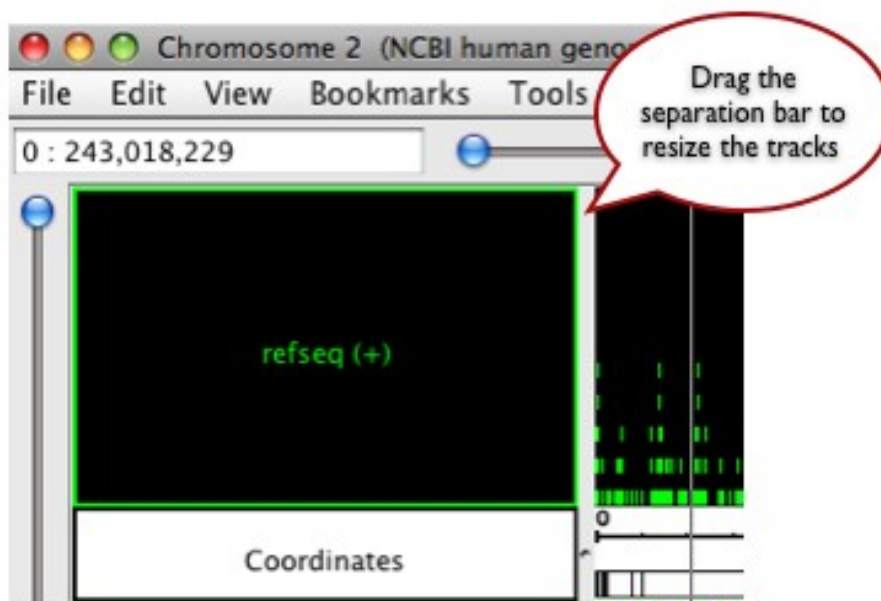 Chromosome 2 (NCBI human geno
Drag the
separation bar to
resize the tracks
File Edit View Bookmarks Tools
0 : 243,018,229
refseq (+)
0
Coordinates